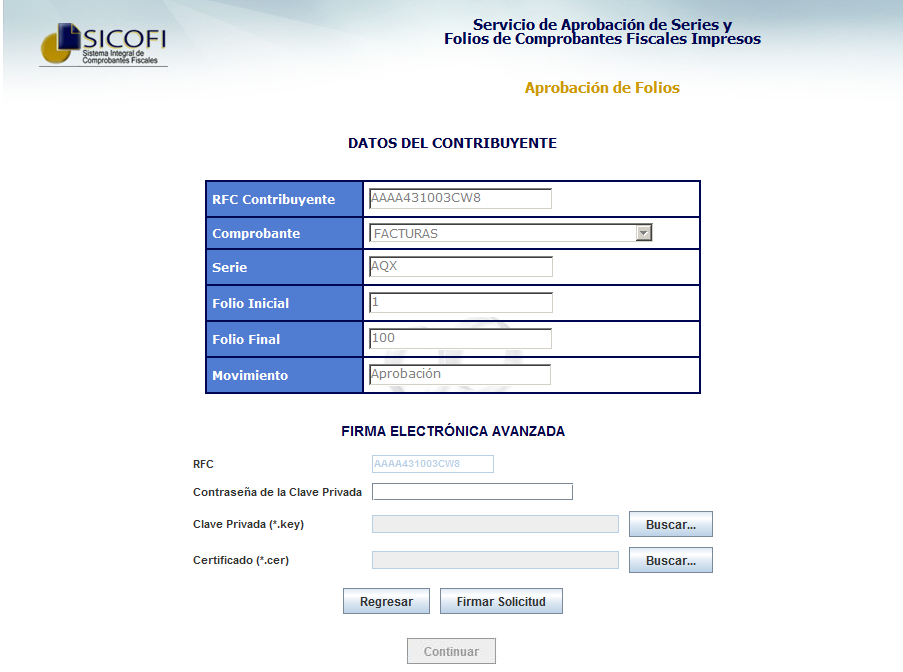 SICOFI
Sistema Integral de
Comprobantes Fiscales
Servicio de Aprobación de Series y
Folios de Comprobantes Fiscales Impresos
Aprobación de Folios
DATOS DEL CONTRIBUYENTE
RFC Contribuyente AAAA431003CW8
Comprobante FACTURAS
Serie AQX
Folio Inicial 1
Folio Final 100
Movimiento Aprobación
FIRMA ELECTRÓNICA AVANZADA
RFC AAAA431003CW8
Contraseña de la Clave Privada
Clave Privada (*.key) Buscar...
Certificado (*.cer) Buscar...
Regresar Firmar Solicitud
Continuar